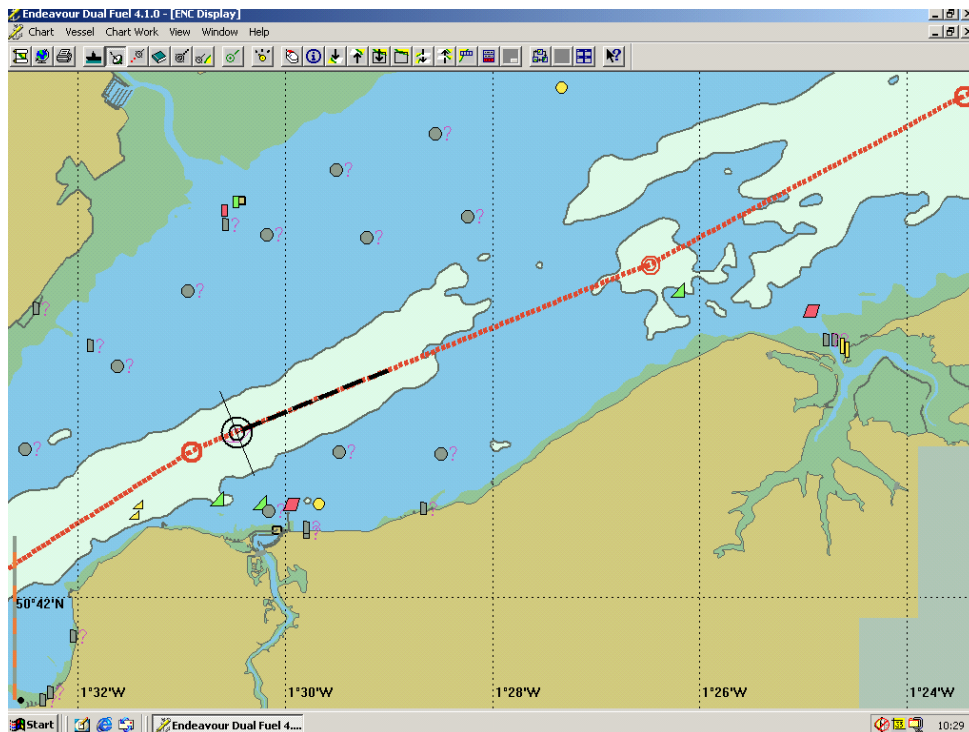 Endeavour Dual Fuel 4.1.0 - [ENC Display]
Chart Vessel Chart Work View Window Help
? ? ? ? ? ? ? ? ? ? ? ? ? ? ? ? ? ? ?
50°42'N
1°32'W 1°30'W 1°28'W 1°26'W 1°24'W
Start Endeavour Dual Fuel 4.... 10:29